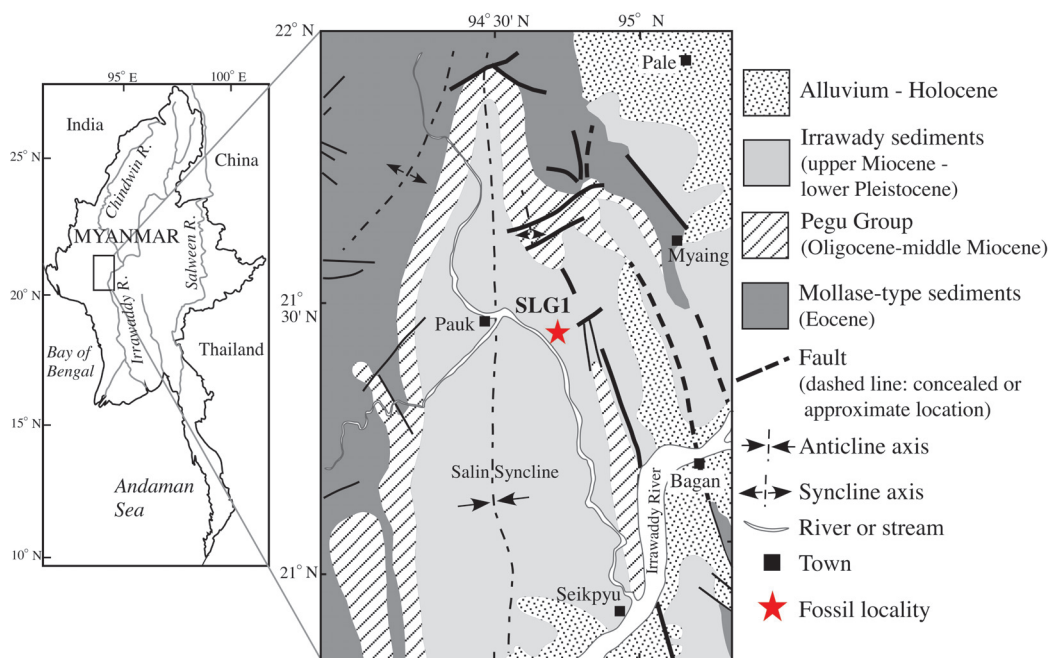 95° E
100° E
India
25° N
China
Chindwin R.
MYANMAR
Salween R.
20° N
Irrawaddy R.
Bay of
Bengal
Thailand
15° N
Andaman
Sea
10° N
94° 30' N
95° N
22° N
Pale
Myaing
21°
30' N
SLG1
Pauk
Salin Syncline
Bagan
Irrawaddy River
21° N
Seikpyu
Alluvium - Holocene
Irrawady sediments
(upper Miocene -
lower Pleistocene)
Pegu Group
(Oligocene-middle Miocene)
Mollase-type sediments
(Eocene)
Fault
(dashed line: concealed or
approximate location)
Anticline axis
Syncline axis
River or stream
Town
Fossil locality